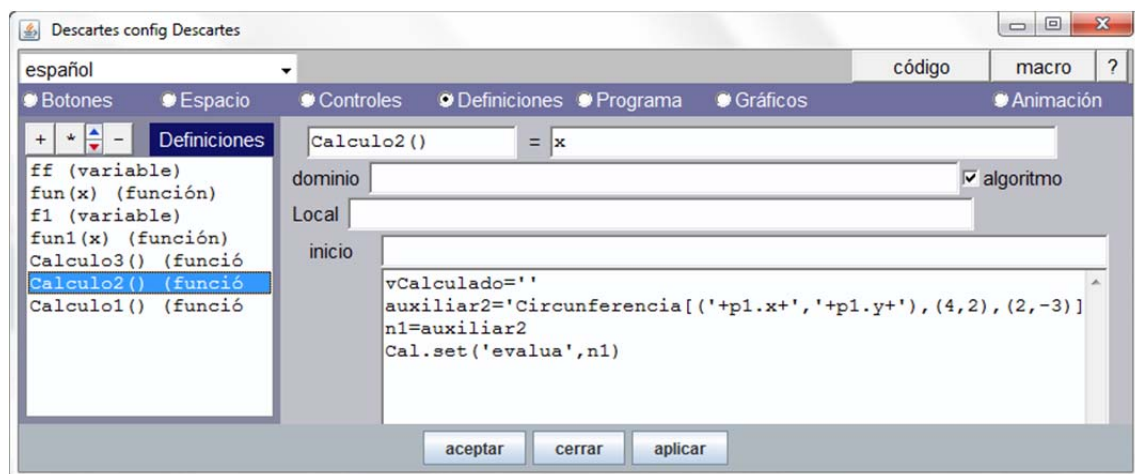 Descartes config Descartes
español código macro ?
Botones Espacio Controles Definiciones Programa Gráficos Animación
+ * - Definiciones Calculo2() = x
ff (variable)
fun(x) (función)
f1 (variable)
fun1(x) (función)
Calculo3() (funció
Calculo2() (funció
Calculo1() (funció
dominio algoritmo
Local
inicio
vCalculado=''
auxiliar2='Circunferencia[('+p1.x+','+p1.y+'),(4,2),(2,-3)]
n1=auxiliar2
Cal.set('evalua',n1)
aceptar cerrar aplicar